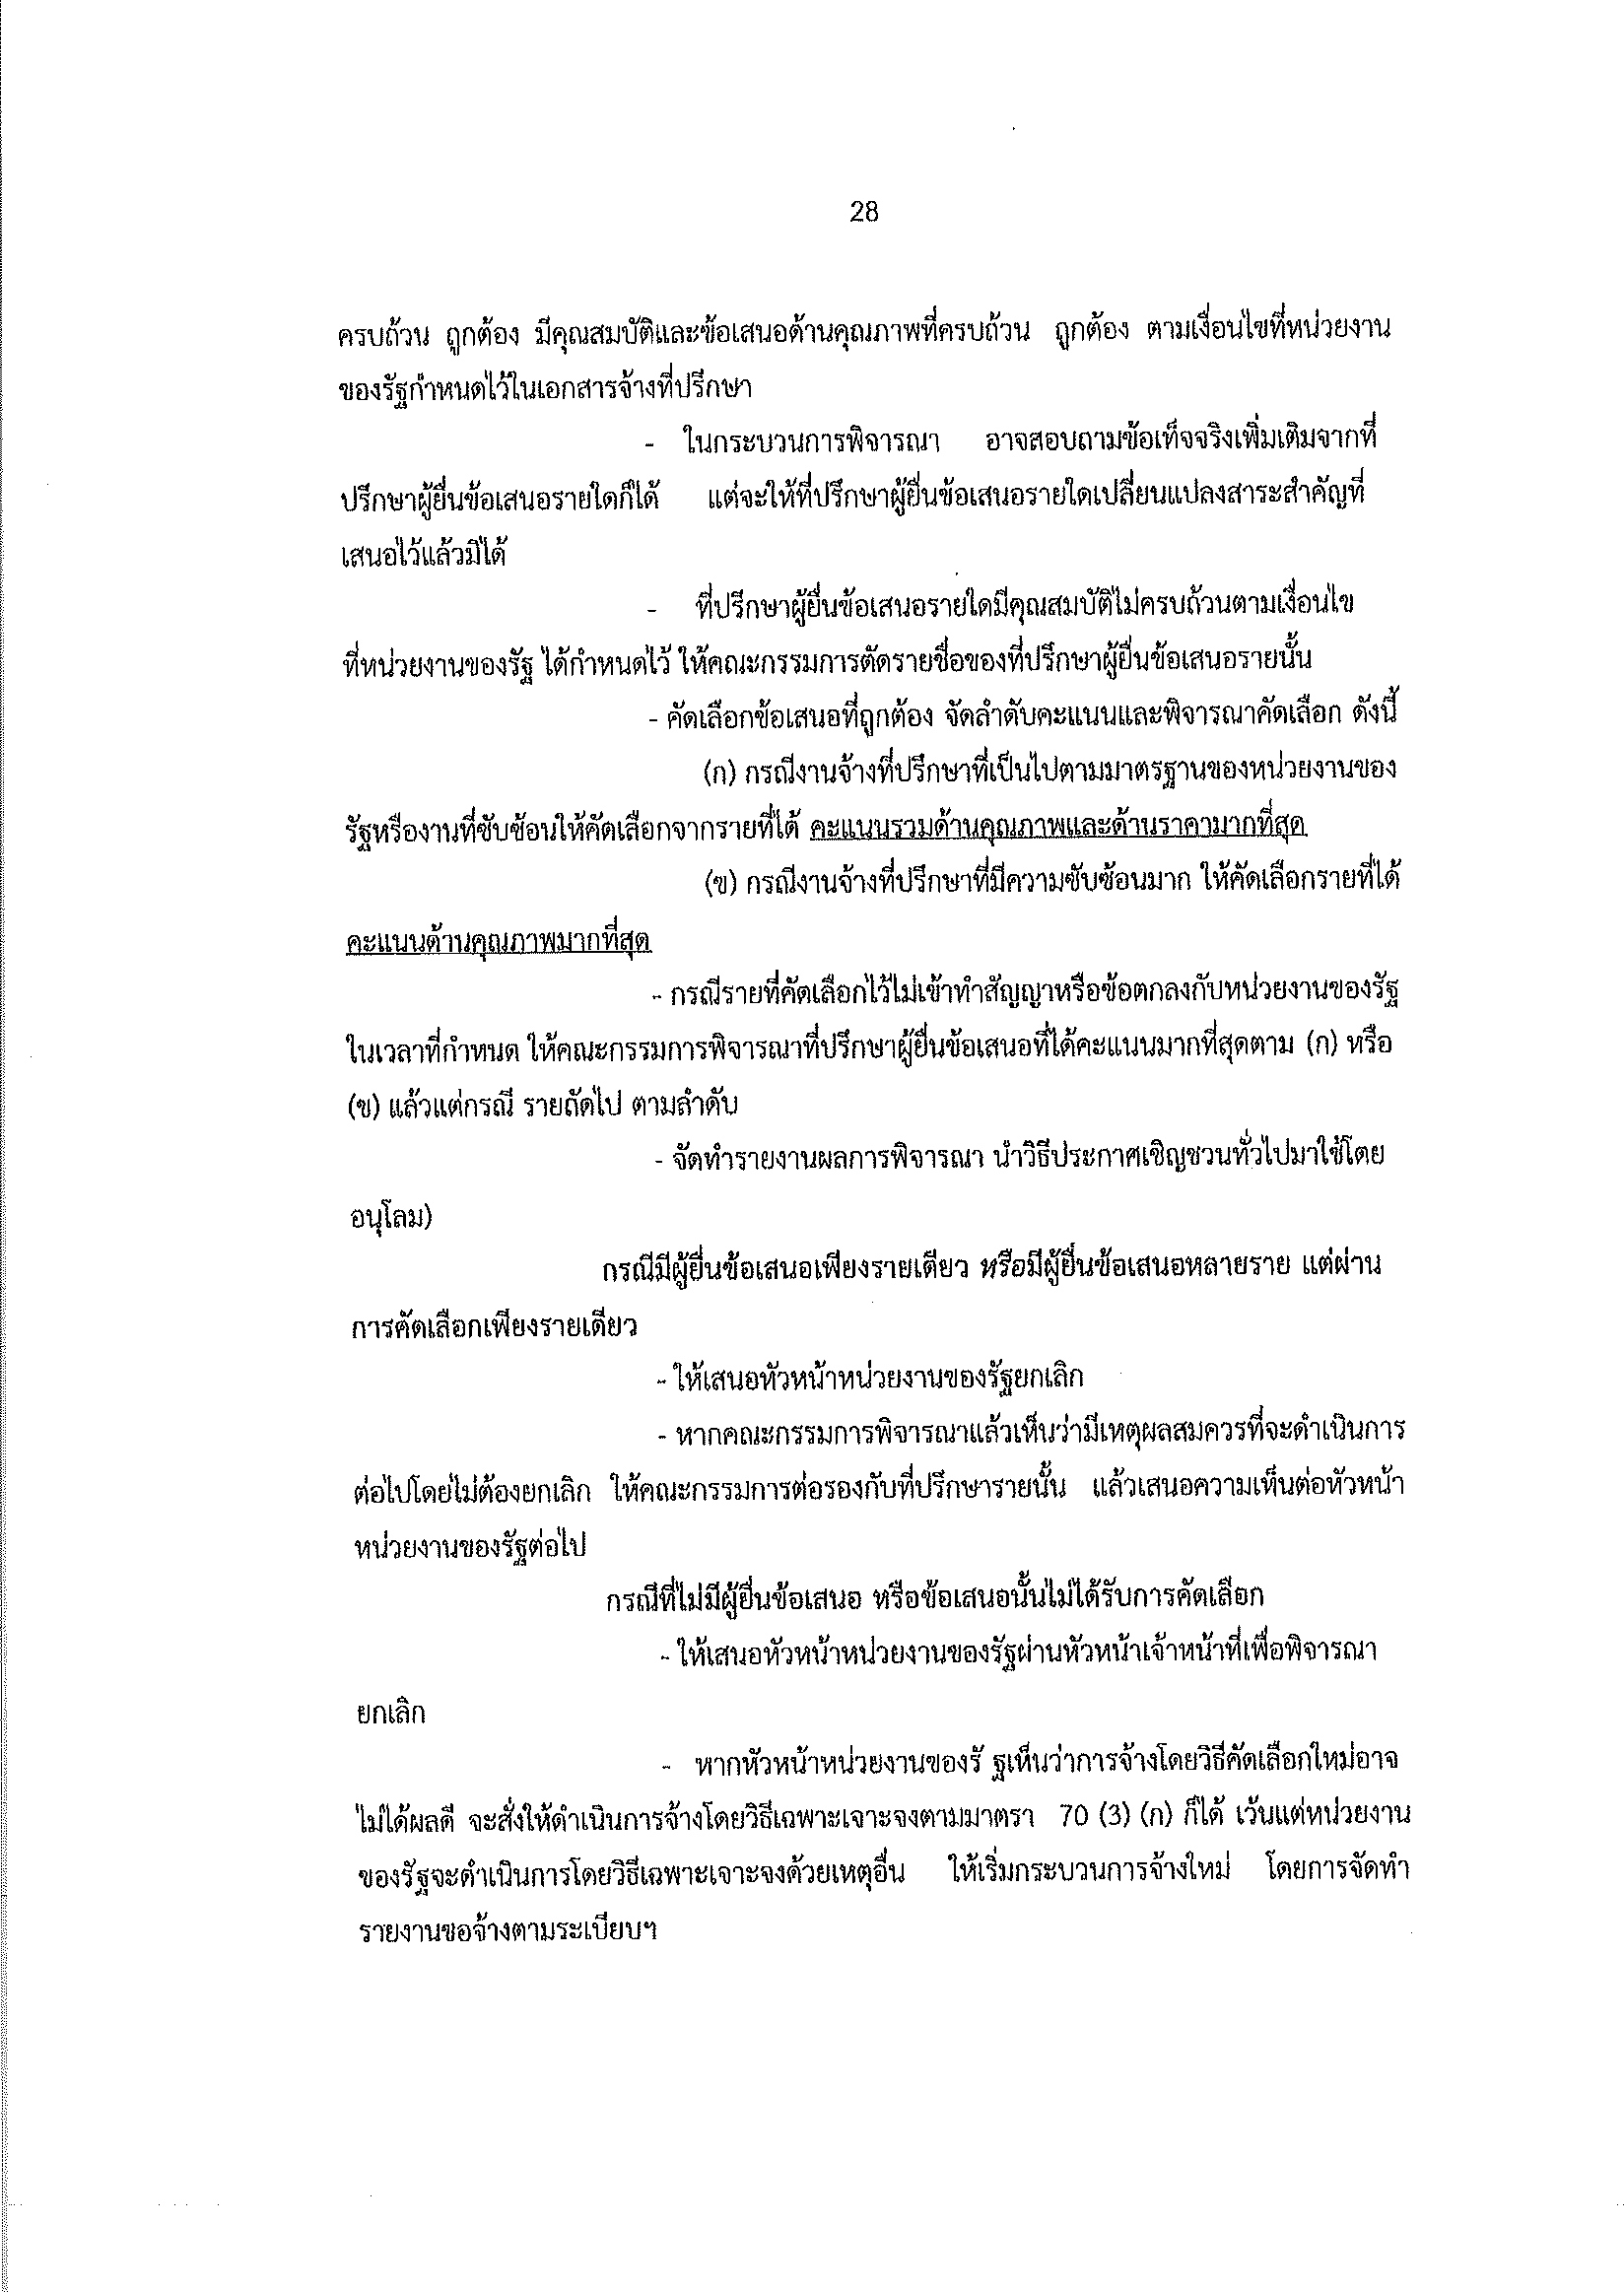 28
ครบถ้วน ถูกต้อง มีคุณสมบัติและข้อเสนอด้านคุณภาพที่ครบถ้วน ถูกต้อง ตามเงื่อนไขที่หน่วยงาน
ของรัฐกำหนดไว้ในเอกสารจ้างที่ปรึกษา
- ในกระบวนการพิจารณา อาจสอบถามข้อเท็จจริงเพิ่มเติมจากที่
ปรึกษาผู้ยื่นข้อเสนอรายใดก็ได้ แต่จะให้ที่ปรึกษาผู้ยื่นข้อเสนอรายใดเปลี่ยนแปลงสาระสำคัญที่
เสนอไว้แล้วมิได้
- ที่ปรึกษาผู้ยื่นข้อเสนอรายใดมีคุณสมบัติไม่ครบถ้วนตามเงื่อนไข
ที่หน่วยงานของรัฐ ได้กำหนดไว้ ให้คณะกรรมการตัดรายชื่อของที่ปรึกษาผู้ยื่นข้อเสนอรายนั้น
- คัดเลือกข้อเสนอที่ถูกต้อง จัดลำดับคะแนนและพิจารณาคัดเลือก ดังนี้
(ก) กรณีงานจ้างที่ปรึกษาที่เป็นไปตามมาตรฐานของหน่วยงานของ
รัฐหรืองานที่ซับซ้อนให้คัดเลือกจากรายที่ได้ คะแนนรวมด้านคุณภาพและด้านราคามากที่สุด
(ข) กรณีงานจ้างที่ปรึกษาที่มีความซับซ้อนมาก ให้คัดเลือกรายที่ได้
คะแนนด้านคุณภาพมากที่สุด
- กรณีรายที่คัดเลือกไว้ไม่เข้าทำสัญญาหรือข้อตกลงกับหน่วยงานของรัฐ
ในเวลาที่กำหนด ให้คณะกรรมการพิจารณาที่ปรึกษาผู้ยื่นข้อเสนอที่ได้คะแนนมากที่สุดตาม (ก) หรือ
(ข) แล้วแต่กรณี รายถัดไป ตามลำดับ
- จัดทำรายงานผลการพิจารณา นำวิธีประกาศเชิญชวนทั่วไปมาใช้โดย
อนุโลม)
กรณีมีผู้ยื่นข้อเสนอเพียงรายเดียว หรือมีผู้ยื่นข้อเสนอหลายราย แต่ผ่าน
การคัดเลือกเพียงรายเดียว
- ให้เสนอหัวหน้าหน่วยงานของรัฐยกเลิก
- หากคณะกรรมการพิจารณาแล้วเห็นว่ามีเหตุผลสมควรที่จะดำเนินการ
ต่อไปโดยไม่ต้องยกเลิก ให้คณะกรรมการต่อรองกับที่ปรึกษารายนั้น แล้วเสนอความเห็นต่อหัวหน้า
หน่วยงานของรัฐต่อไป
กรณีที่ไม่มีผู้ยื่นข้อเสนอ หรือข้อเสนอนั้นไม่ได้รับการคัดเลือก
- ให้เสนอหัวหน้าหน่วยงานของรัฐผ่านหัวหน้าเจ้าหน้าที่เพื่อพิจารณา
ยกเลิก
- หากหัวหน้าหน่วยงานของรั ฐเห็นว่าการจ้างโดยวิธีคัดเลือกใหม่อาจ
ไม่ได้ผลดี จะสั่งให้ดำเนินการจ้างโดยวิธีเฉพาะเจาะจงตามมาตรา 70 (3) (ก) ก็ได้ เว้นแต่หน่วยงาน
ของรัฐจะดำเนินการโดยวิธีเฉพาะเจาะจงด้วยเหตุอื่น ให้เริ่มกระบวนการจ้างใหม่ โดยการจัดทำ
รายงานขอจ้างตามระเบียบฯ